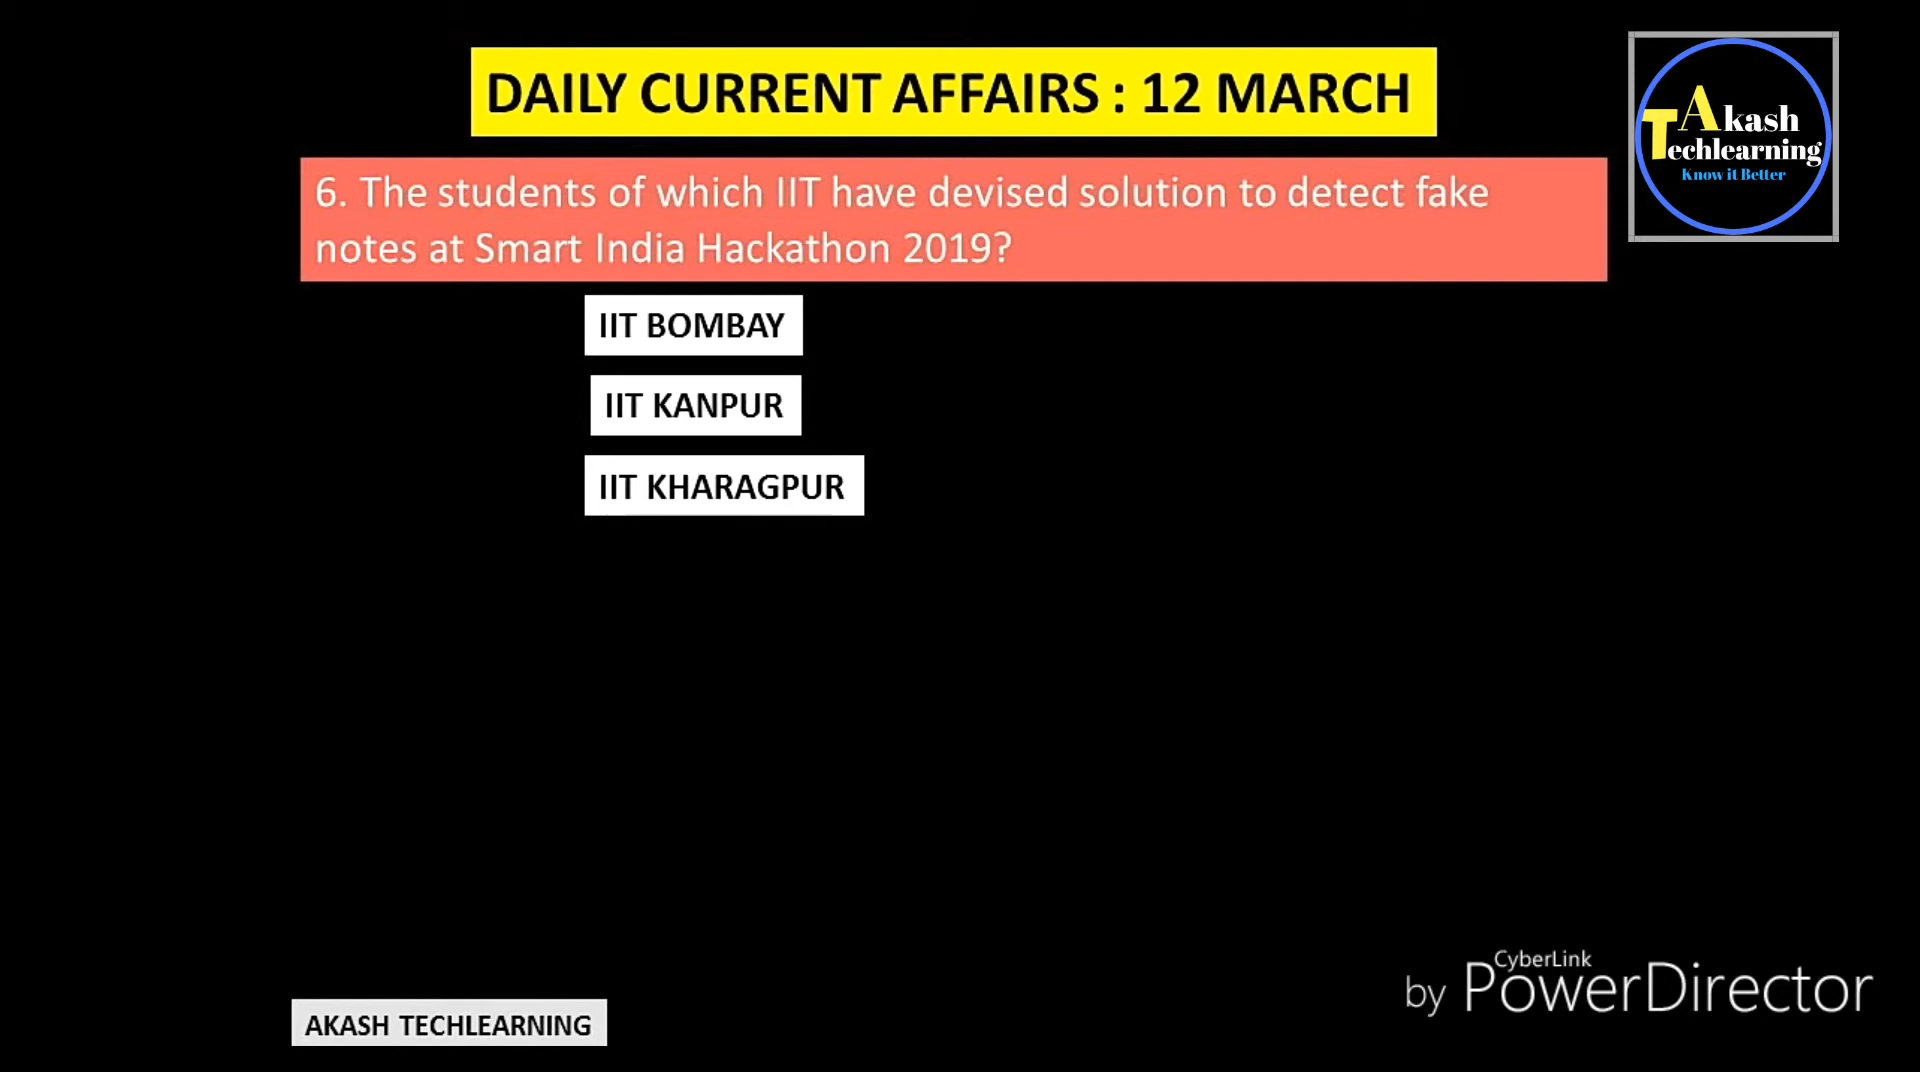 DAILY CURRENT AFFAIRS : 12 MARCH
Akash
Techlearning
Know it Better
6. The students of which IIT have devised solution to detect fake
notes at Smart India Hackathon 2019?
IIT BOMBAY
IIT KANPUR
IIT KHARAGPUR
CyberLink
by PowerDirector
AKASH TECHLEARNING